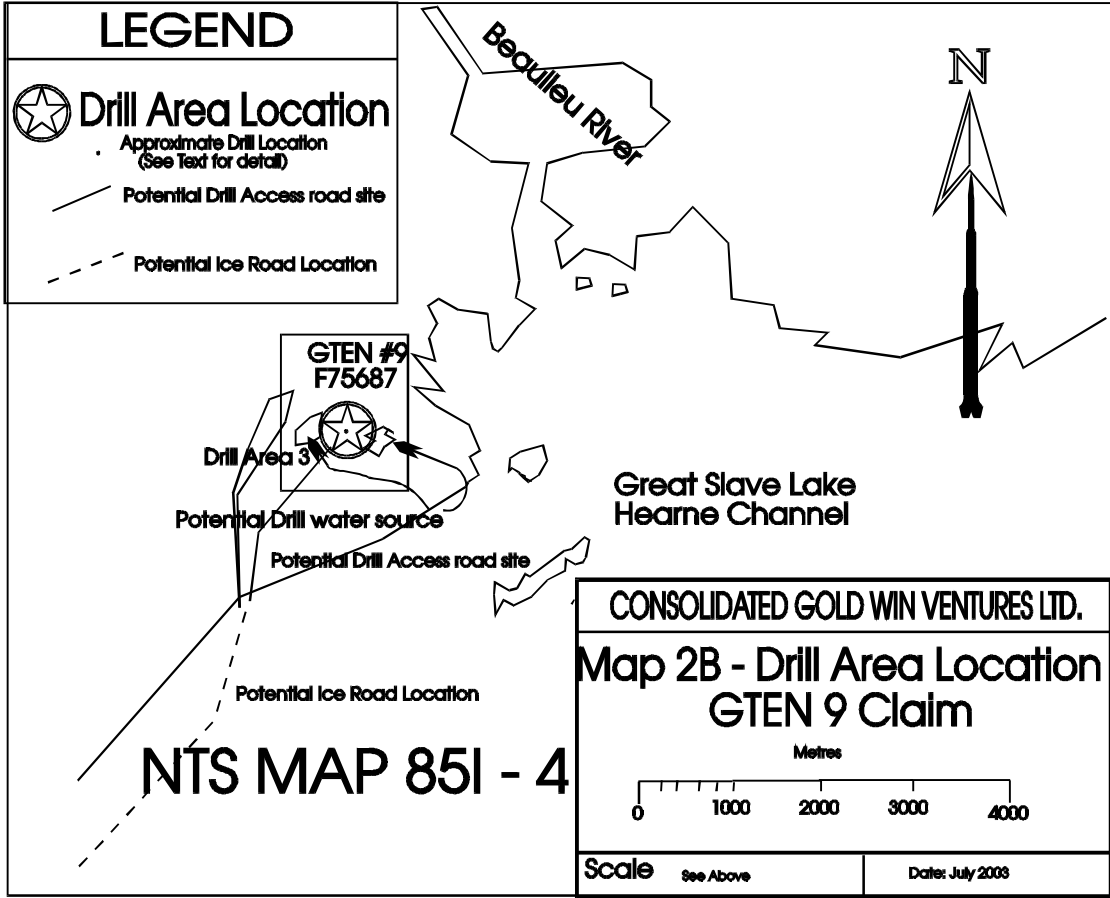 LEGEND
Drill Area Location
Approximate Drill Location
(See Text for detail)
Potential Drill Access road site
Potential Ice Road Location
Beaulieu River
N
GTEN #9
F75687
Drill Area 3
Potential Drill water source
Potential Drill Access road site
Great Slave Lake
Hearne Channel
Potential Ice Road Location
NTS MAP 85I - 4
CONSOLIDATED GOLD WIN VENTURES LTD.
Map 2B - Drill Area Location
GTEN 9 Claim
Metres
0 1000 2000 3000 4000
Scale See Above Date: July 2003